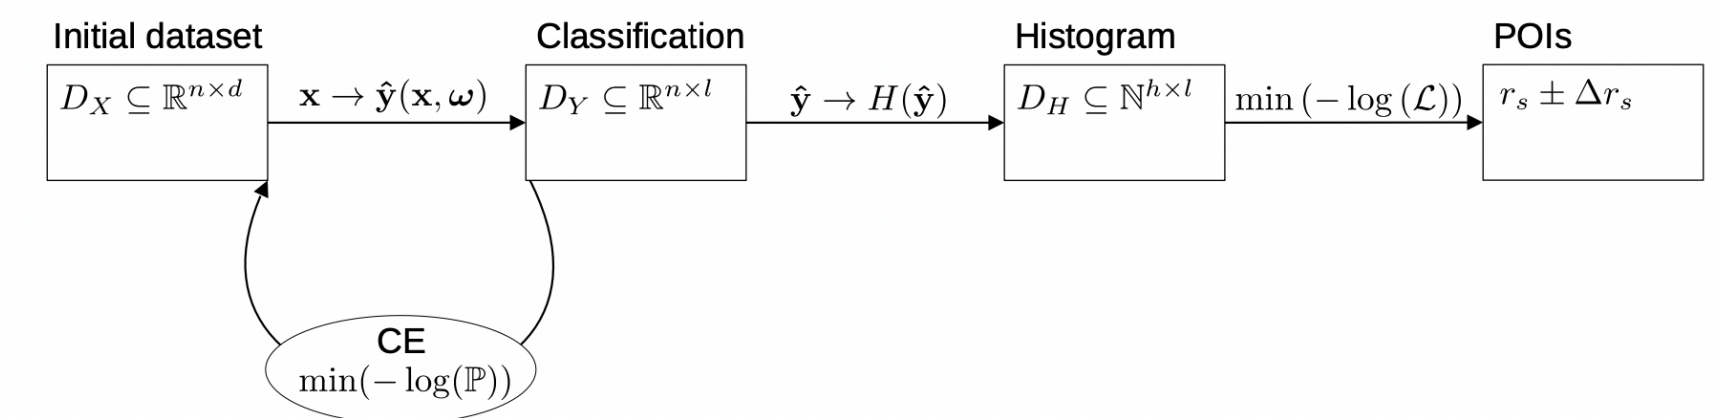 Initial dataset
Classification
Histogram
POIs
D_X ⊆ ℝ^{n×d}
x → ŷ(x, ω)
D_Y ⊆ ℝ^{n×l}
ŷ → H(ŷ)
D_H ⊆ ℕ^{h×l}
min (− log (ℒ))
r_s ± Δr_s
CE
min(− log(ℙ))